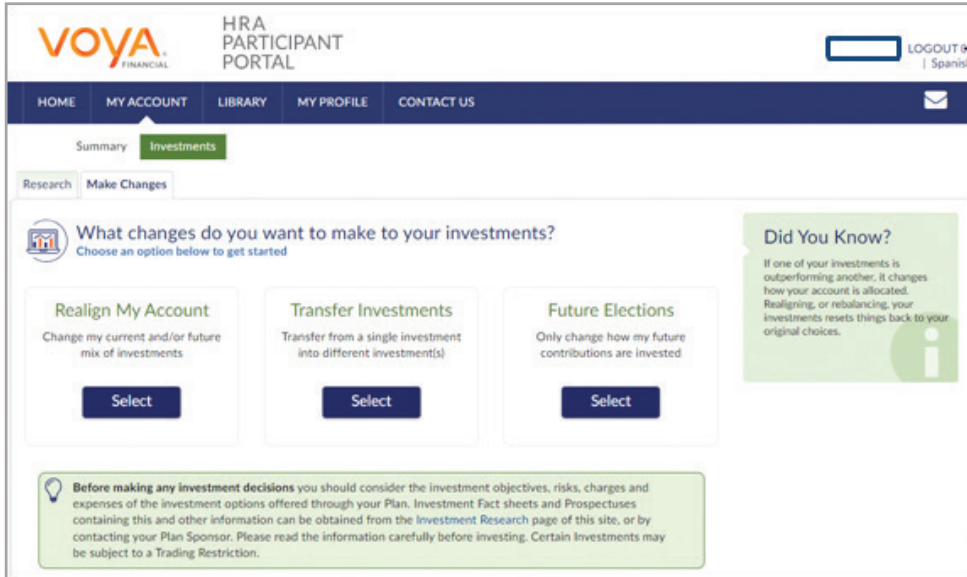 VOYA
FINANCIAL
HRA
PARTICIPANT
PORTAL
LOGOUT
| Spanish
HOME MY ACCOUNT LIBRARY MY PROFILE CONTACT US
Summary Investments
Research Make Changes
What changes do you want to make to your investments?
Choose an option below to get started
Realign My Account
Change my current and/or future
mix of investments
Select
Transfer Investments
Transfer from a single investment
into different investment(s)
Select
Future Elections
Only change how my future
contributions are invested
Select
Did You Know?
If one of your investments is
outperforming another, it changes
how your account is allocated.
Realigning, or rebalancing, your
investments resets things back to your
original choices.
Before making any investment decisions you should consider the investment objectives, risks, charges and
expenses of the investment options offered through your Plan. Investment Fact sheets and Prospectuses
containing this and other information can be obtained from the Investment Research page of this site, or by
contacting your Plan Sponsor. Please read the information carefully before investing. Certain Investments may
be subject to a Trading Restriction.